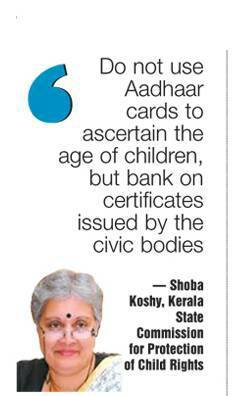 Do not use
Aadhaar
cards to
ascertain the
age of children,
but bank on
certificates
issued by the
civic bodies
— Shoba
Koshy, Kerala
State
Commission
for Protection
of Child Rights